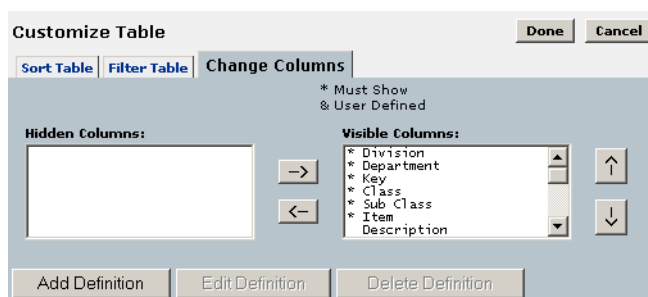 Customize Table
Done Cancel
Sort Table Filter Table Change Columns
* Must Show
& User Defined
Hidden Columns: Visible Columns:
* Division
* Department
* Key
* Class
* Sub Class
* Item
Description
-->
<--
Add Definition Edit Definition Delete Definition